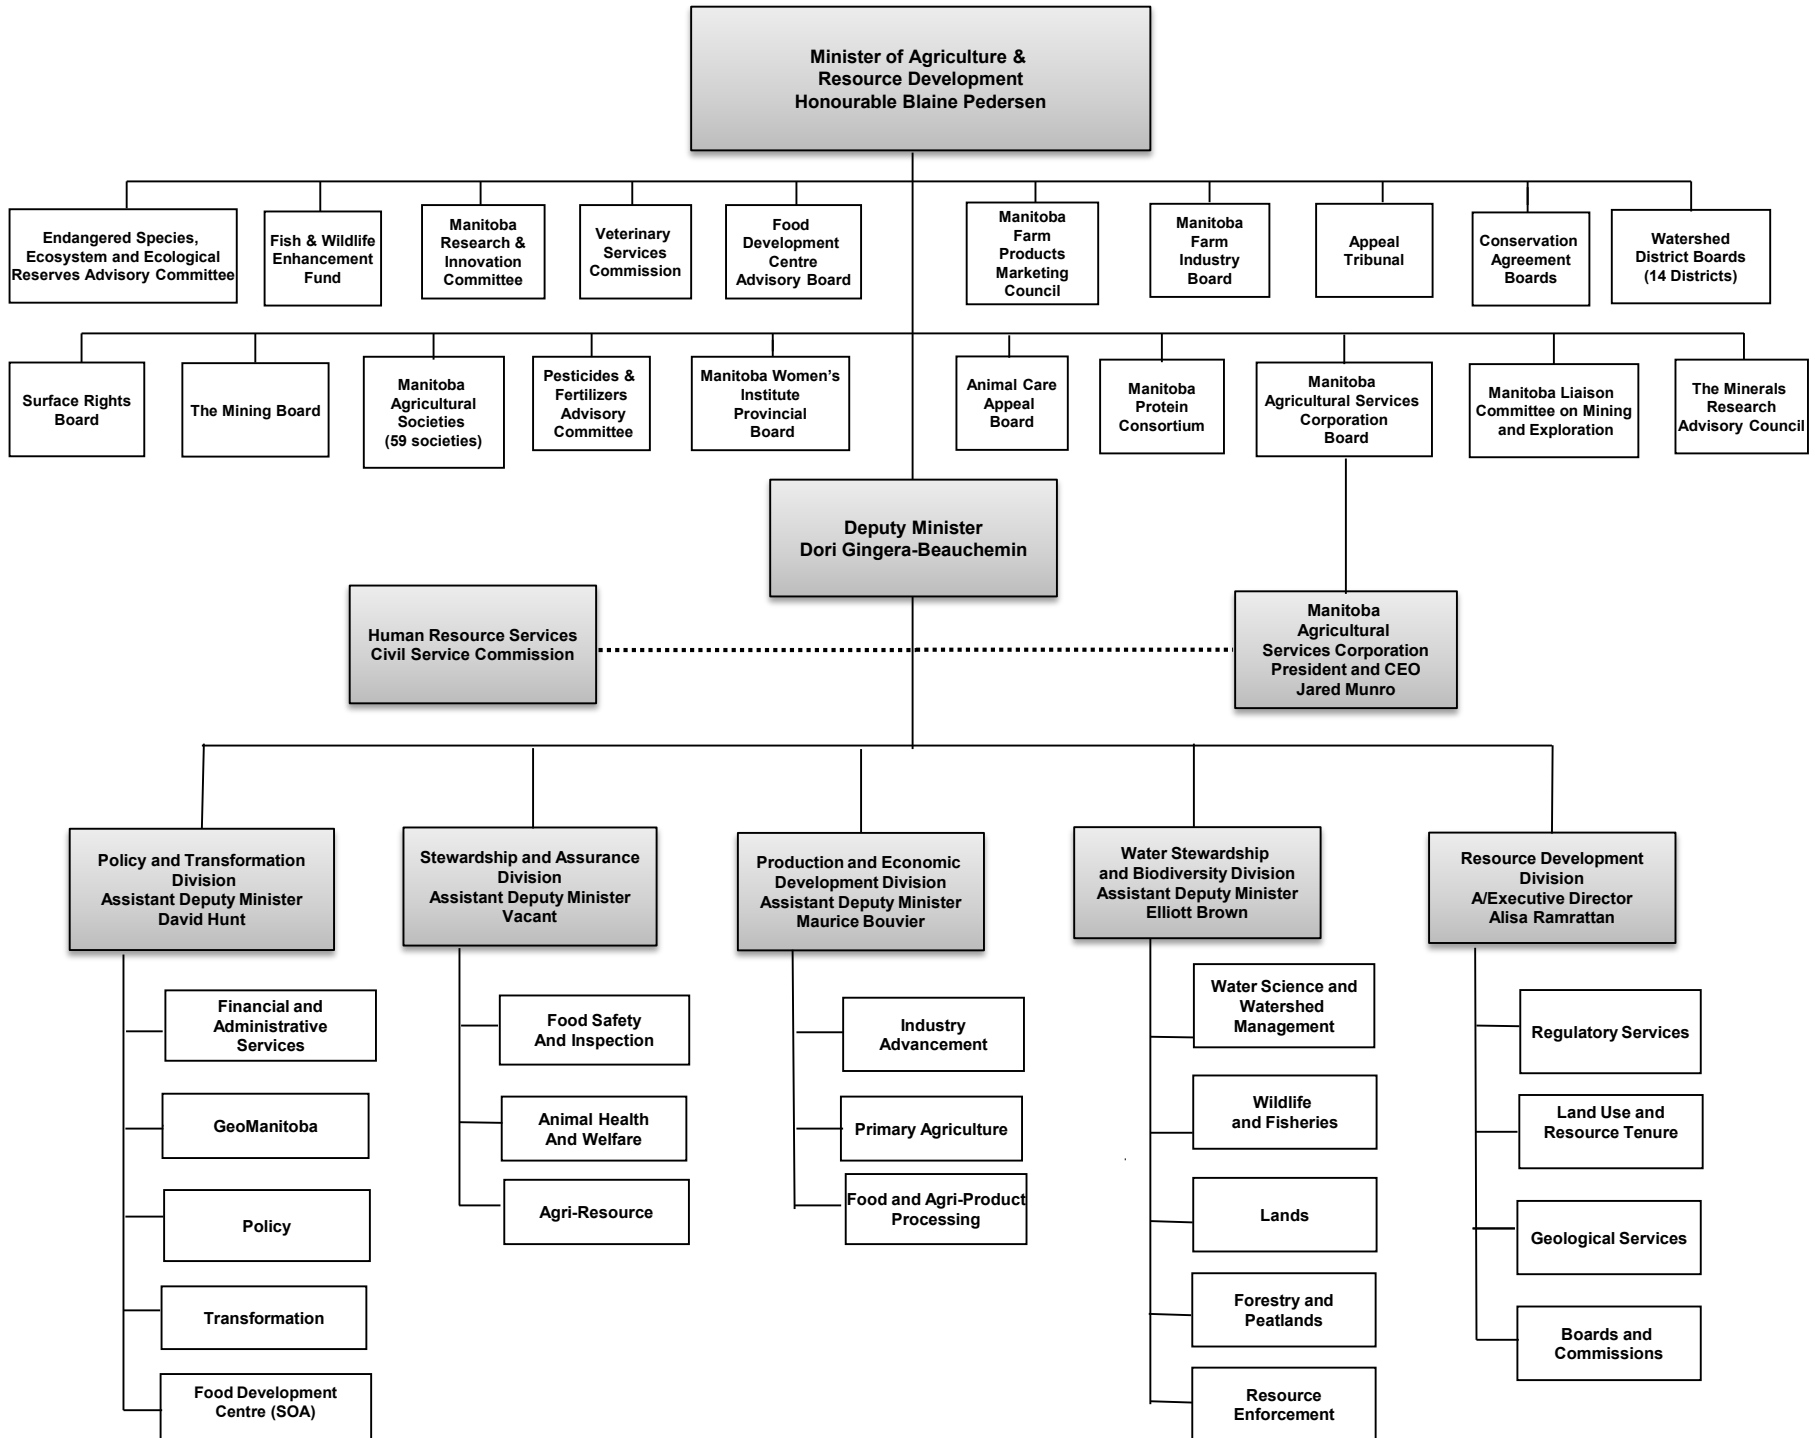 Minister of Agriculture &
Resource Development
Honourable Blaine Pedersen
Endangered Species,
Ecosystem and Ecological
Reserves Advisory Committee
Fish & Wildlife
Enhancement
Fund
Manitoba
Research &
Innovation
Committee
Veterinary
Services
Commission
Food
Development
Centre
Advisory Board
Manitoba
Farm
Products
Marketing
Council
Manitoba
Farm
Industry
Board
Appeal
Tribunal
Conservation
Agreement
Boards
Watershed
District Boards
(14 Districts)
Surface Rights
Board
The Mining Board
Manitoba
Agricultural
Societies
(59 societies)
Pesticides &
Fertilizers
Advisory
Committee
Manitoba Women’s
Institute
Provincial
Board
Animal Care
Appeal
Board
Manitoba
Protein
Consortium
Manitoba
Agricultural Services
Corporation
Board
Manitoba Liaison
Committee on Mining
and Exploration
The Minerals
Research
Advisory Council
Deputy Minister
Dori Gingera-Beauchemin
Human Resource Services
Civil Service Commission
Manitoba
Agricultural
Services Corporation
President and CEO
Jared Munro
Policy and Transformation
Division
Assistant Deputy Minister
David Hunt
Stewardship and Assurance
Division
Assistant Deputy Minister
Vacant
Production and Economic
Development Division
Assistant Deputy Minister
Maurice Bouvier
Water Stewardship
and Biodiversity Division
Assistant Deputy Minister
Elliott Brown
Resource Development
Division
A/Executive Director
Alisa Ramrattan
Financial and
Administrative
Services
GeoManitoba
Policy
Transformation
Food Development
Centre (SOA)
Food Safety
And Inspection
Animal Health
And Welfare
Agri-Resource
Industry
Advancement
Primary Agriculture
Food and Agri-Product
Processing
Water Science and
Watershed
Management
Wildlife
and Fisheries
Lands
Forestry and
Peatlands
Resource
Enforcement
Regulatory Services
Land Use and
Resource Tenure
Geological Services
Boards and
Commissions